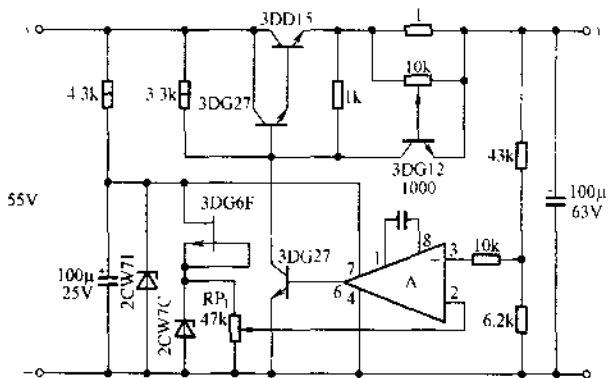 3DD15
1
4.3k
3.3k
3DG27
1k
10k
3DG12
1000
43k
100μ
63V
55V
3DG6F
100μ
25V
2CW71
2CW7C
RP₁
47k
3DG27
7
6
4
1
8
3
A
2
10k
6.2k